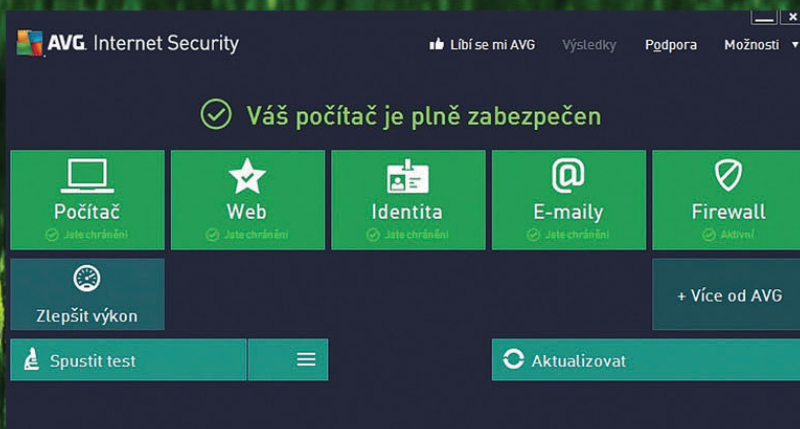 AVG. Internet Security
Líbí se mi AVG Výsledky Podpora Možnosti
Váš počítač je plně zabezpečen
Počítač Web Identita E-maily Firewall
Jste chráněni Jste chráněni Jste chráněni Jste chráněni Aktivní
Zlepšit výkon
+ Více od AVG
Spustit test
Aktualizovat